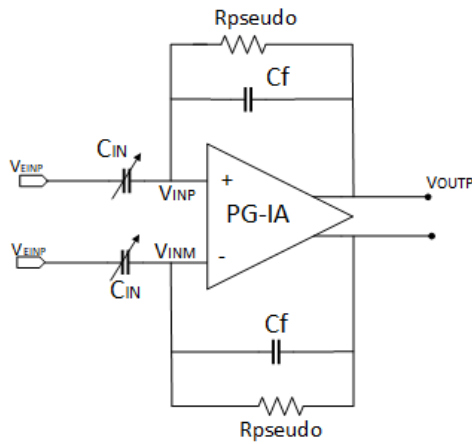 Rpseudo
Cf
CIN
VEINP
VINP
+
PG-IA
VOUTP
VEINP
VINM
-
CIN
Cf
Rpseudo